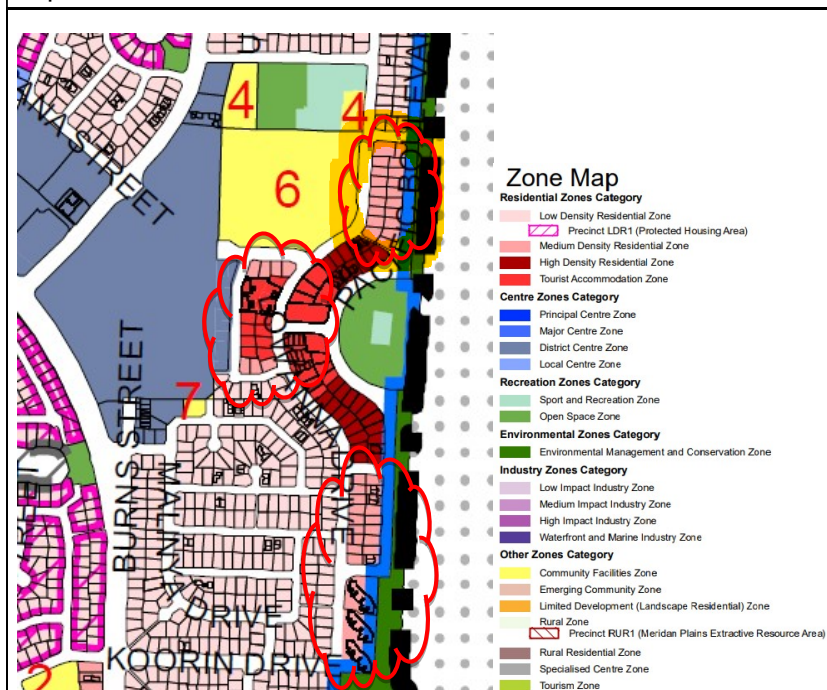 4
4
6
7
2
BURNS STREET
DRIVE
DRIVE
KOORIN DRIVE
Zone Map
Residential Zones Category
Low Density Residential Zone
Precinct LDR1 (Protected Housing Area)
Medium Density Residential Zone
High Density Residential Zone
Tourist Accommodation Zone
Centre Zones Category
Principal Centre Zone
Major Centre Zone
District Centre Zone
Local Centre Zone
Recreation Zones Category
Sport and Recreation Zone
Open Space Zone
Environmental Zones Category
Environmental Management and Conservation Zone
Industry Zones Category
Low Impact Industry Zone
Medium Impact Industry Zone
High Impact Industry Zone
Waterfront and Marine Industry Zone
Other Zones Category
Community Facilities Zone
Emerging Community Zone
Limited Development (Landscape Residential) Zone
Rural Zone
Precinct RUR1 (Meridan Plains Extractive Resource Area)
Rural Residential Zone
Specialised Centre Zone
Tourism Zone